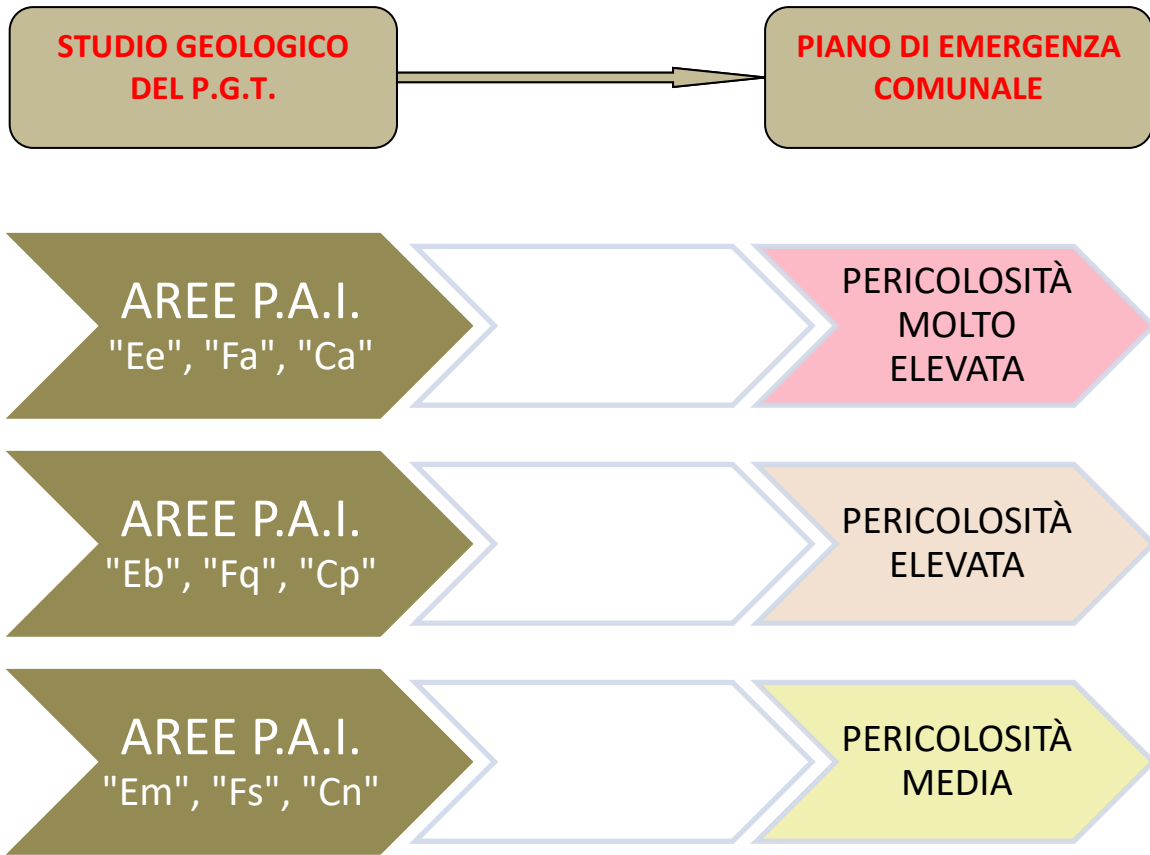 STUDIO GEOLOGICO
DEL P.G.T.
PIANO DI EMERGENZA
COMUNALE
AREE P.A.I.
"Ee", "Fa", "Ca"
PERICOLOSITÀ
MOLTO
ELEVATA
AREE P.A.I.
"Eb", "Fq", "Cp"
PERICOLOSITÀ
ELEVATA
AREE P.A.I.
"Em", "Fs", "Cn"
PERICOLOSITÀ
MEDIA